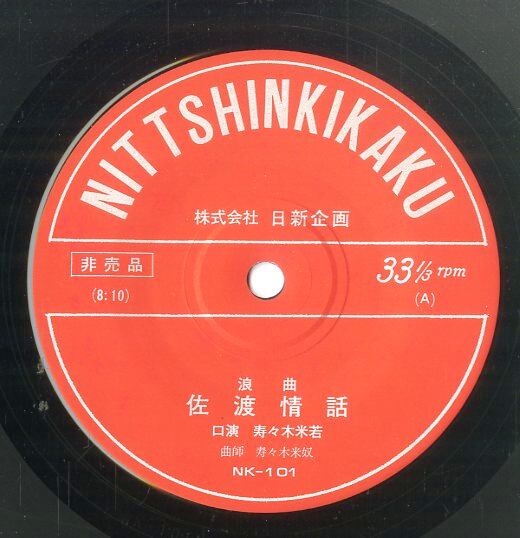 NITTSHINKIKAKU
株式会社 日新企画
非売品
(8:10)
33 1/3 rpm
(A)
浪曲
佐渡情話
口演 寿々木米若
曲師 寿々木米奴
NK-101